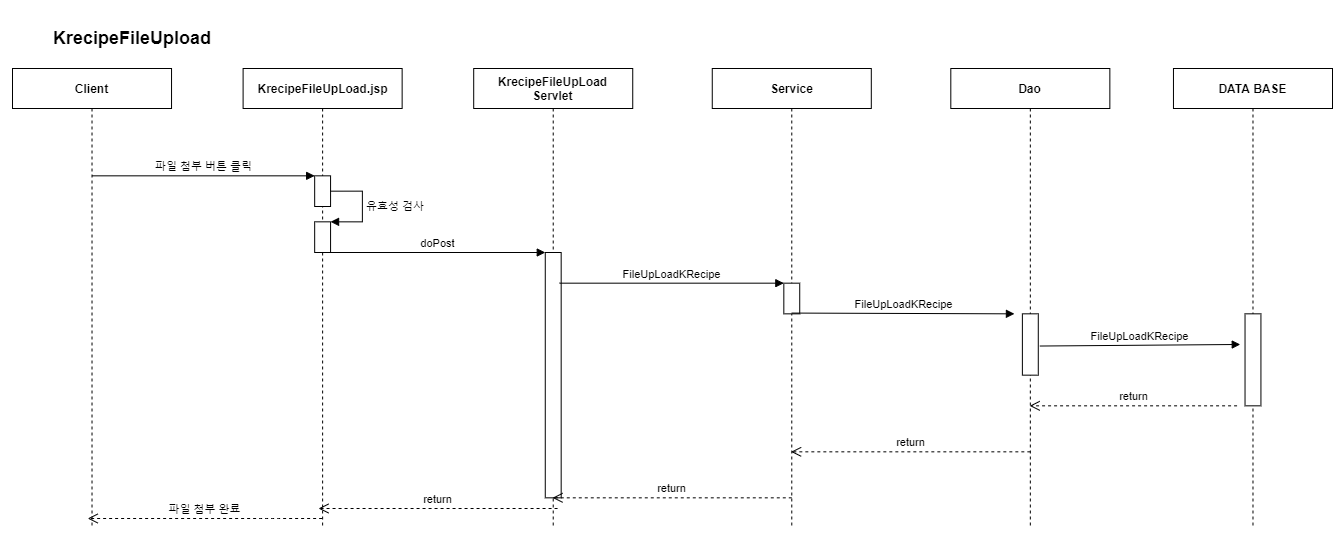 KrecipeFileUpload
Client
KrecipeFileUpLoad.jsp
KrecipeFileUpLoad
Servlet
Service
Dao
DATA BASE
파일 첨부 버튼 클릭
유효성 검사
doPost
FileUpLoadKRecipe
FileUpLoadKRecipe
FileUpLoadKRecipe
return
return
return
return
파일 첨부 완료